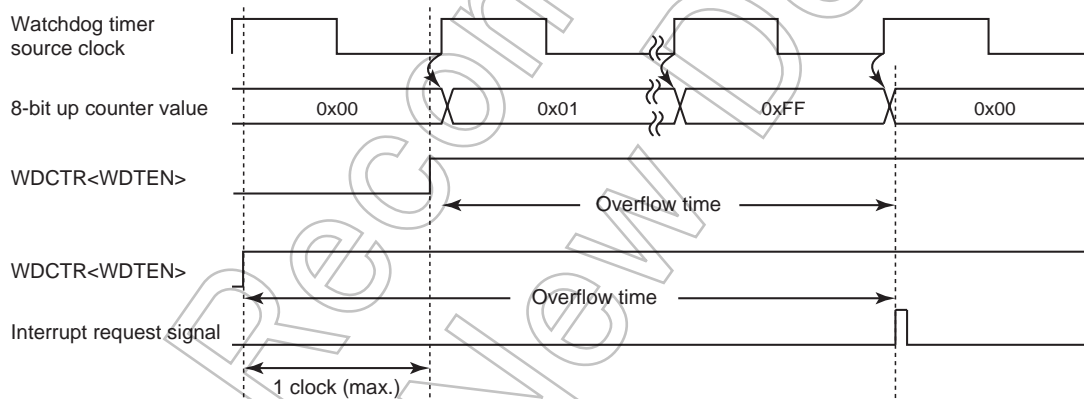 Watchdog timer
source clock
8-bit up counter value
0x00
0x01
0xFF
0x00
WDCTR<WDTEN>
Overflow time
WDCTR<WDTEN>
Overflow time
Interrupt request signal
1 clock (max.)